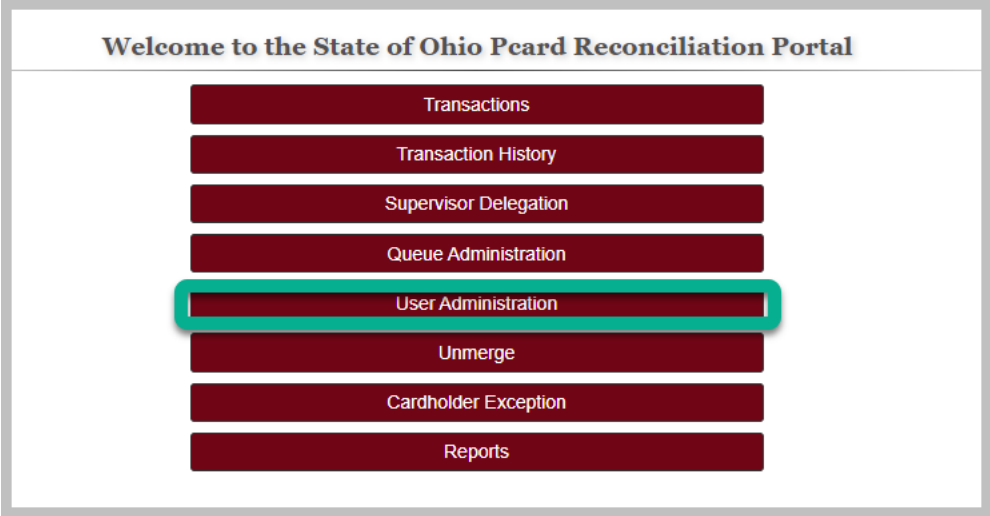 Welcome to the State of Ohio Pcard Reconciliation Portal
Transactions
Transaction History
Supervisor Delegation
Queue Administration
User Administration
Unmerge
Cardholder Exception
Reports